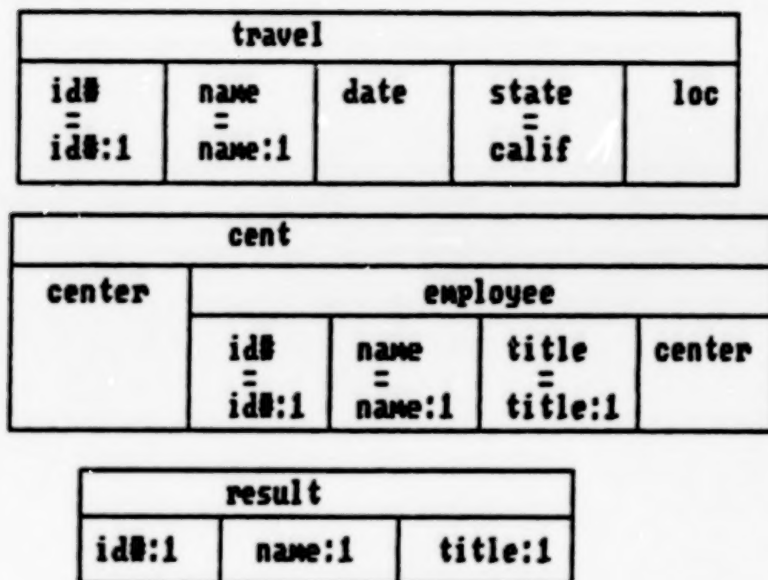 travel
id# name date state loc
= = =
id#:1 name:1 calif
cent
center employee
id# name title center
= = =
id#:1 name:1 title:1
result
id#:1 name:1 title:1